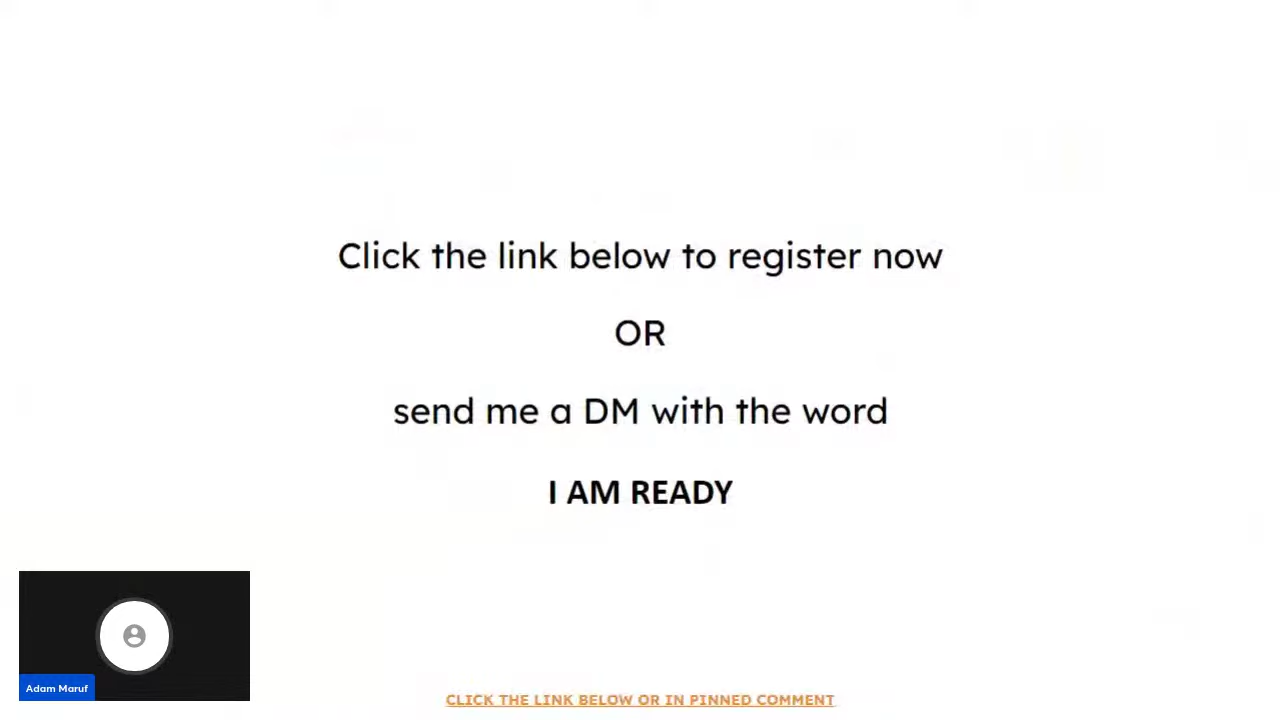 Click the link below to register now
OR
send me a DM with the word
I AM READY
Adam Maruf
CLICK THE LINK BELOW OR IN PINNED COMMENT